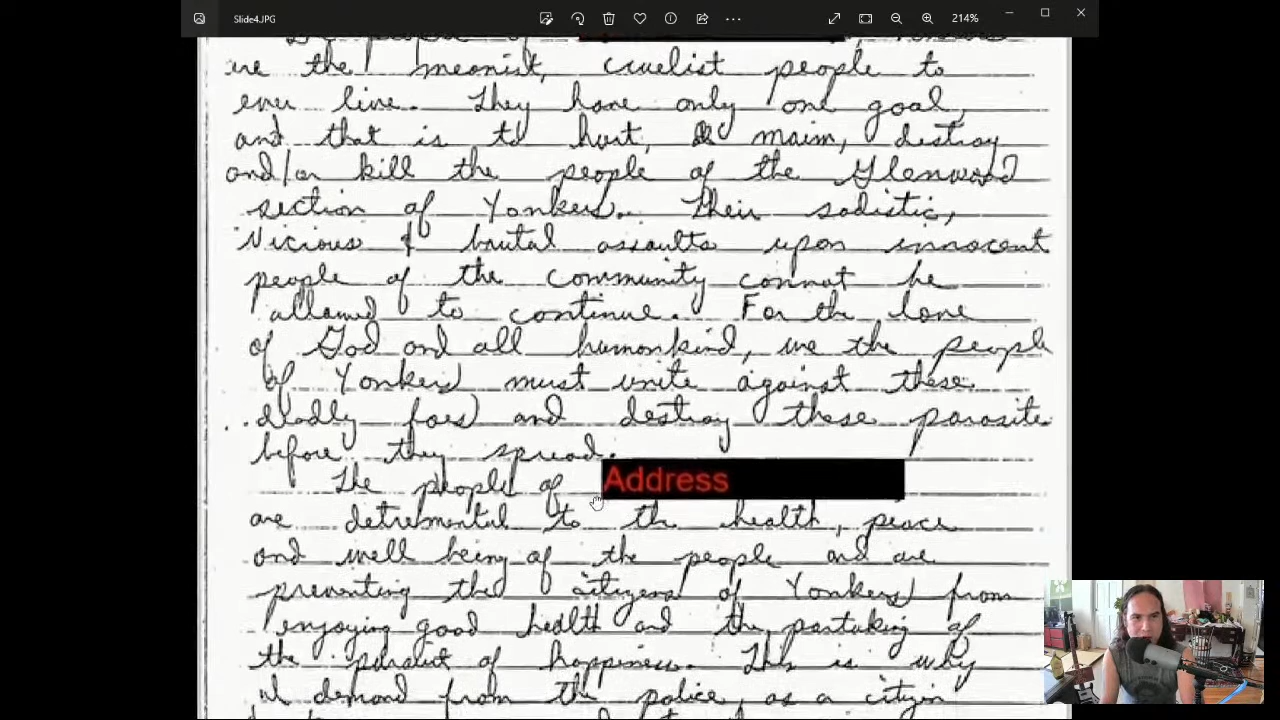 Slide4.JPG
214%
The people of
are the meanist, cruelist people to
ever live. They have only one goal,
and that is to hurt, maim, destroy
and/or kill the people of the Glenwood
section of Yonkers. Their sadistic,
Vicious & brutal assaults upon innocent
people of the community cannot be
allowed to continue. For the love
of God and all humankind, we the people
of Yonkers must unite against these
deadly foes and destroy these parasites
before they spread.
The people of Address
are detremental to the health, peace
and well being of the people and are
preventing the citizens of Yonkers from
enjoying good health and the partaking of
the pursuit of happiness. This is why
demand from the police, as a citizen